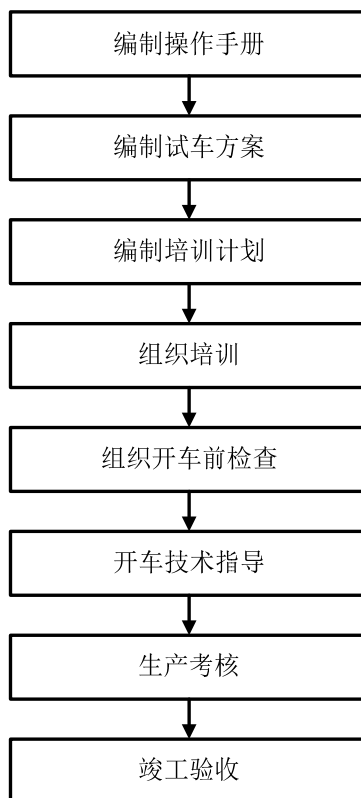 编制操作手册
编制试车方案
编制培训计划
组织培训
组织开车前检查
开车技术指导
生产考核
竣工验收